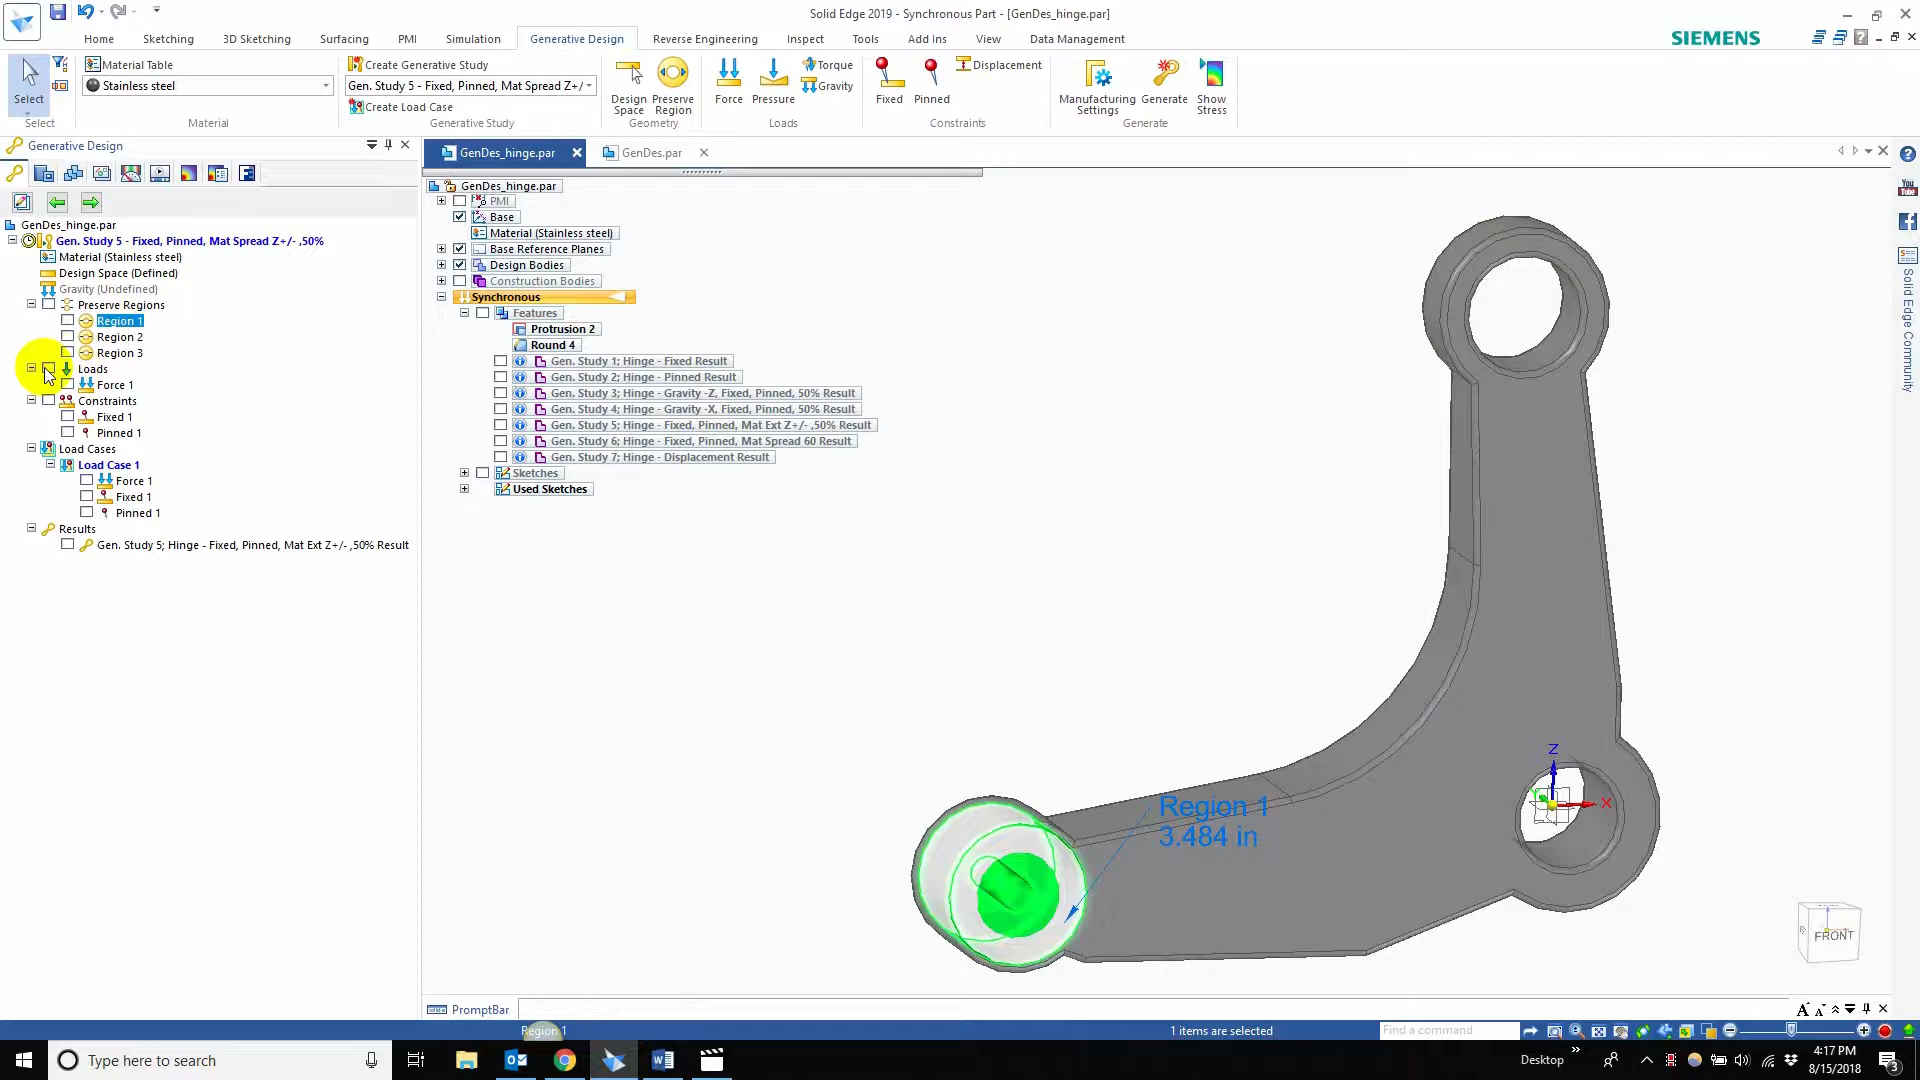 Solid Edge 2019 - Synchronous Part - [GenDes_hinge.par]
Home Sketching 3D Sketching Surfacing PMI Simulation Generative Design Reverse Engineering Inspect Tools Add Ins View Data Management
SIEMENS
Select
Select
Material Table
Stainless steel
Material
Create Generative Study
Gen. Study 5 - Fixed, Pinned, Mat Spread Z+/-
Create Load Case
Generative Study
Design Space
Preserve Region
Geometry
Force
Pressure
Torque
Gravity
Loads
Fixed
Pinned
Displacement
Constraints
Manufacturing Settings
Generate
Show Stress
Generate
Generative Design
GenDes_hinge.par
Gen. Study 5 - Fixed, Pinned, Mat Spread Z+/- ,50%
Material (Stainless steel)
Design Space (Defined)
Gravity (Undefined)
Preserve Regions
Region 1
Region 2
Region 3
Loads
Force 1
Constraints
Fixed 1
Pinned 1
Load Cases
Load Case 1
Force 1
Fixed 1
Pinned 1
Results
Gen. Study 5; Hinge - Fixed, Pinned, Mat Ext Z+/- ,50% Result
GenDes_hinge.par
GenDes.par
GenDes_hinge.par
PMI
Base
Material (Stainless steel)
Base Reference Planes
Design Bodies
Construction Bodies
Synchronous
Features
Protrusion 2
Round 4
Gen. Study 1; Hinge - Fixed Result
Gen. Study 2; Hinge - Pinned Result
Gen. Study 3; Hinge - Gravity -Z, Fixed, Pinned, 50% Result
Gen. Study 4; Hinge - Gravity -X, Fixed, Pinned, 50% Result
Gen. Study 5; Hinge - Fixed, Pinned, Mat Ext Z+/- ,50% Result
Gen. Study 6; Hinge - Fixed, Pinned, Mat Spread 60 Result
Gen. Study 7; Hinge - Displacement Result
Sketches
Used Sketches
Region 1
3.484 in
Z
X
FRONT
You
Tube
Solid Edge Community
PromptBar
Region 1
1 items are selected
Find a command
Type here to search
Desktop
4:17 PM
8/15/2018
3